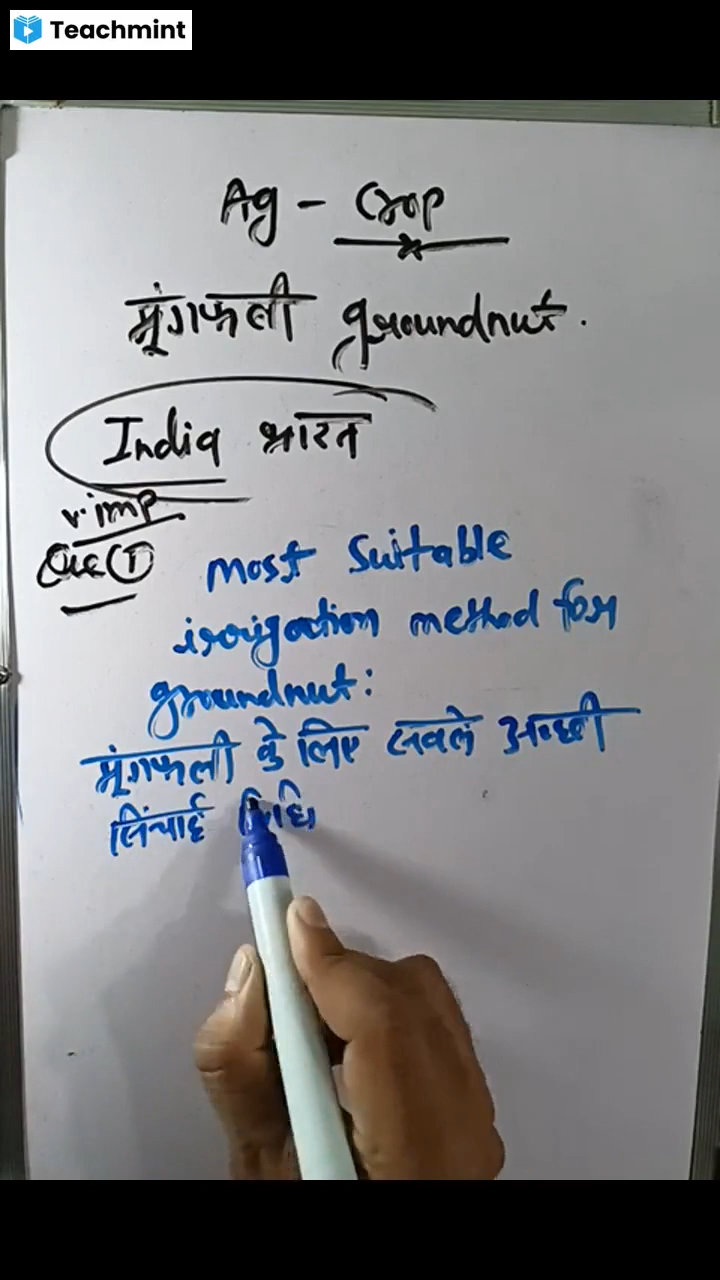 Teachmint
Ag - Crop
मूंगफली groundnut.
India भारत
v.imp
Que ①
most suitable
irrigation method for
groundnut:
मूंगफली के लिए सबसे अच्छी
सिंचाई विधि